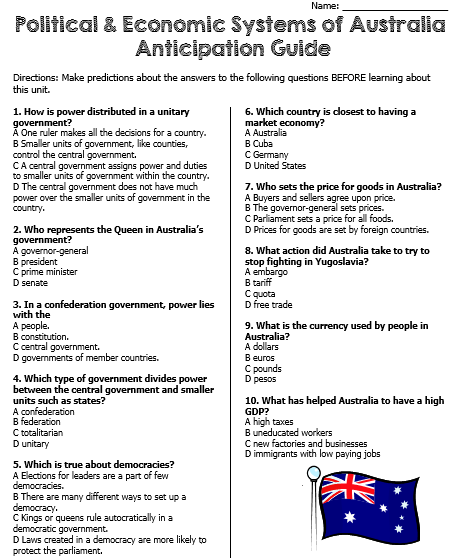 Name: ______________________
Political & Economic Systems of Australia
Anticipation Guide
Directions: Make predictions about the answers to the following questions BEFORE learning about
this unit.
1. How is power distributed in a unitary
government?
A One ruler makes all the decisions for a country.
B Smaller units of government, like counties,
control the central government.
C A central government assigns power and duties
to smaller units of government within the country.
D The central government does not have much
power over the smaller units of government in the
country.
2. Who represents the Queen in Australia's
government?
A governor-general
B president
C prime minister
D senate
3. In a confederation government, power lies
with the
A people.
B constitution.
C central government.
D governments of member countries.
4. Which type of government divides power
between the central government and smaller
units such as states?
A confederation
B federation
C totalitarian
D unitary
5. Which is true about democracies?
A Elections for leaders are a part of few
democracies.
B There are many different ways to set up a
democracy.
C Kings or queens rule autocratically in a
democratic government.
D Laws created in a democracy are more likely to
protect the parliament.
6. Which country is closest to having a
market economy?
A Australia
B Cuba
C Germany
D United States
7. Who sets the price for goods in Australia?
A Buyers and sellers agree upon price.
B The governor-general sets prices.
C Parliament sets a price for all foods.
D Prices for goods are set by foreign countries.
8. What action did Australia take to try to
stop fighting in Yugoslavia?
A embargo
B tariff
C quota
D free trade
9. What is the currency used by people in
Australia?
A dollars
B euros
C pounds
D pesos
10. What has helped Australia to have a high
GDP?
A high taxes
B uneducated workers
C new factories and businesses
D immigrants with low paying jobs